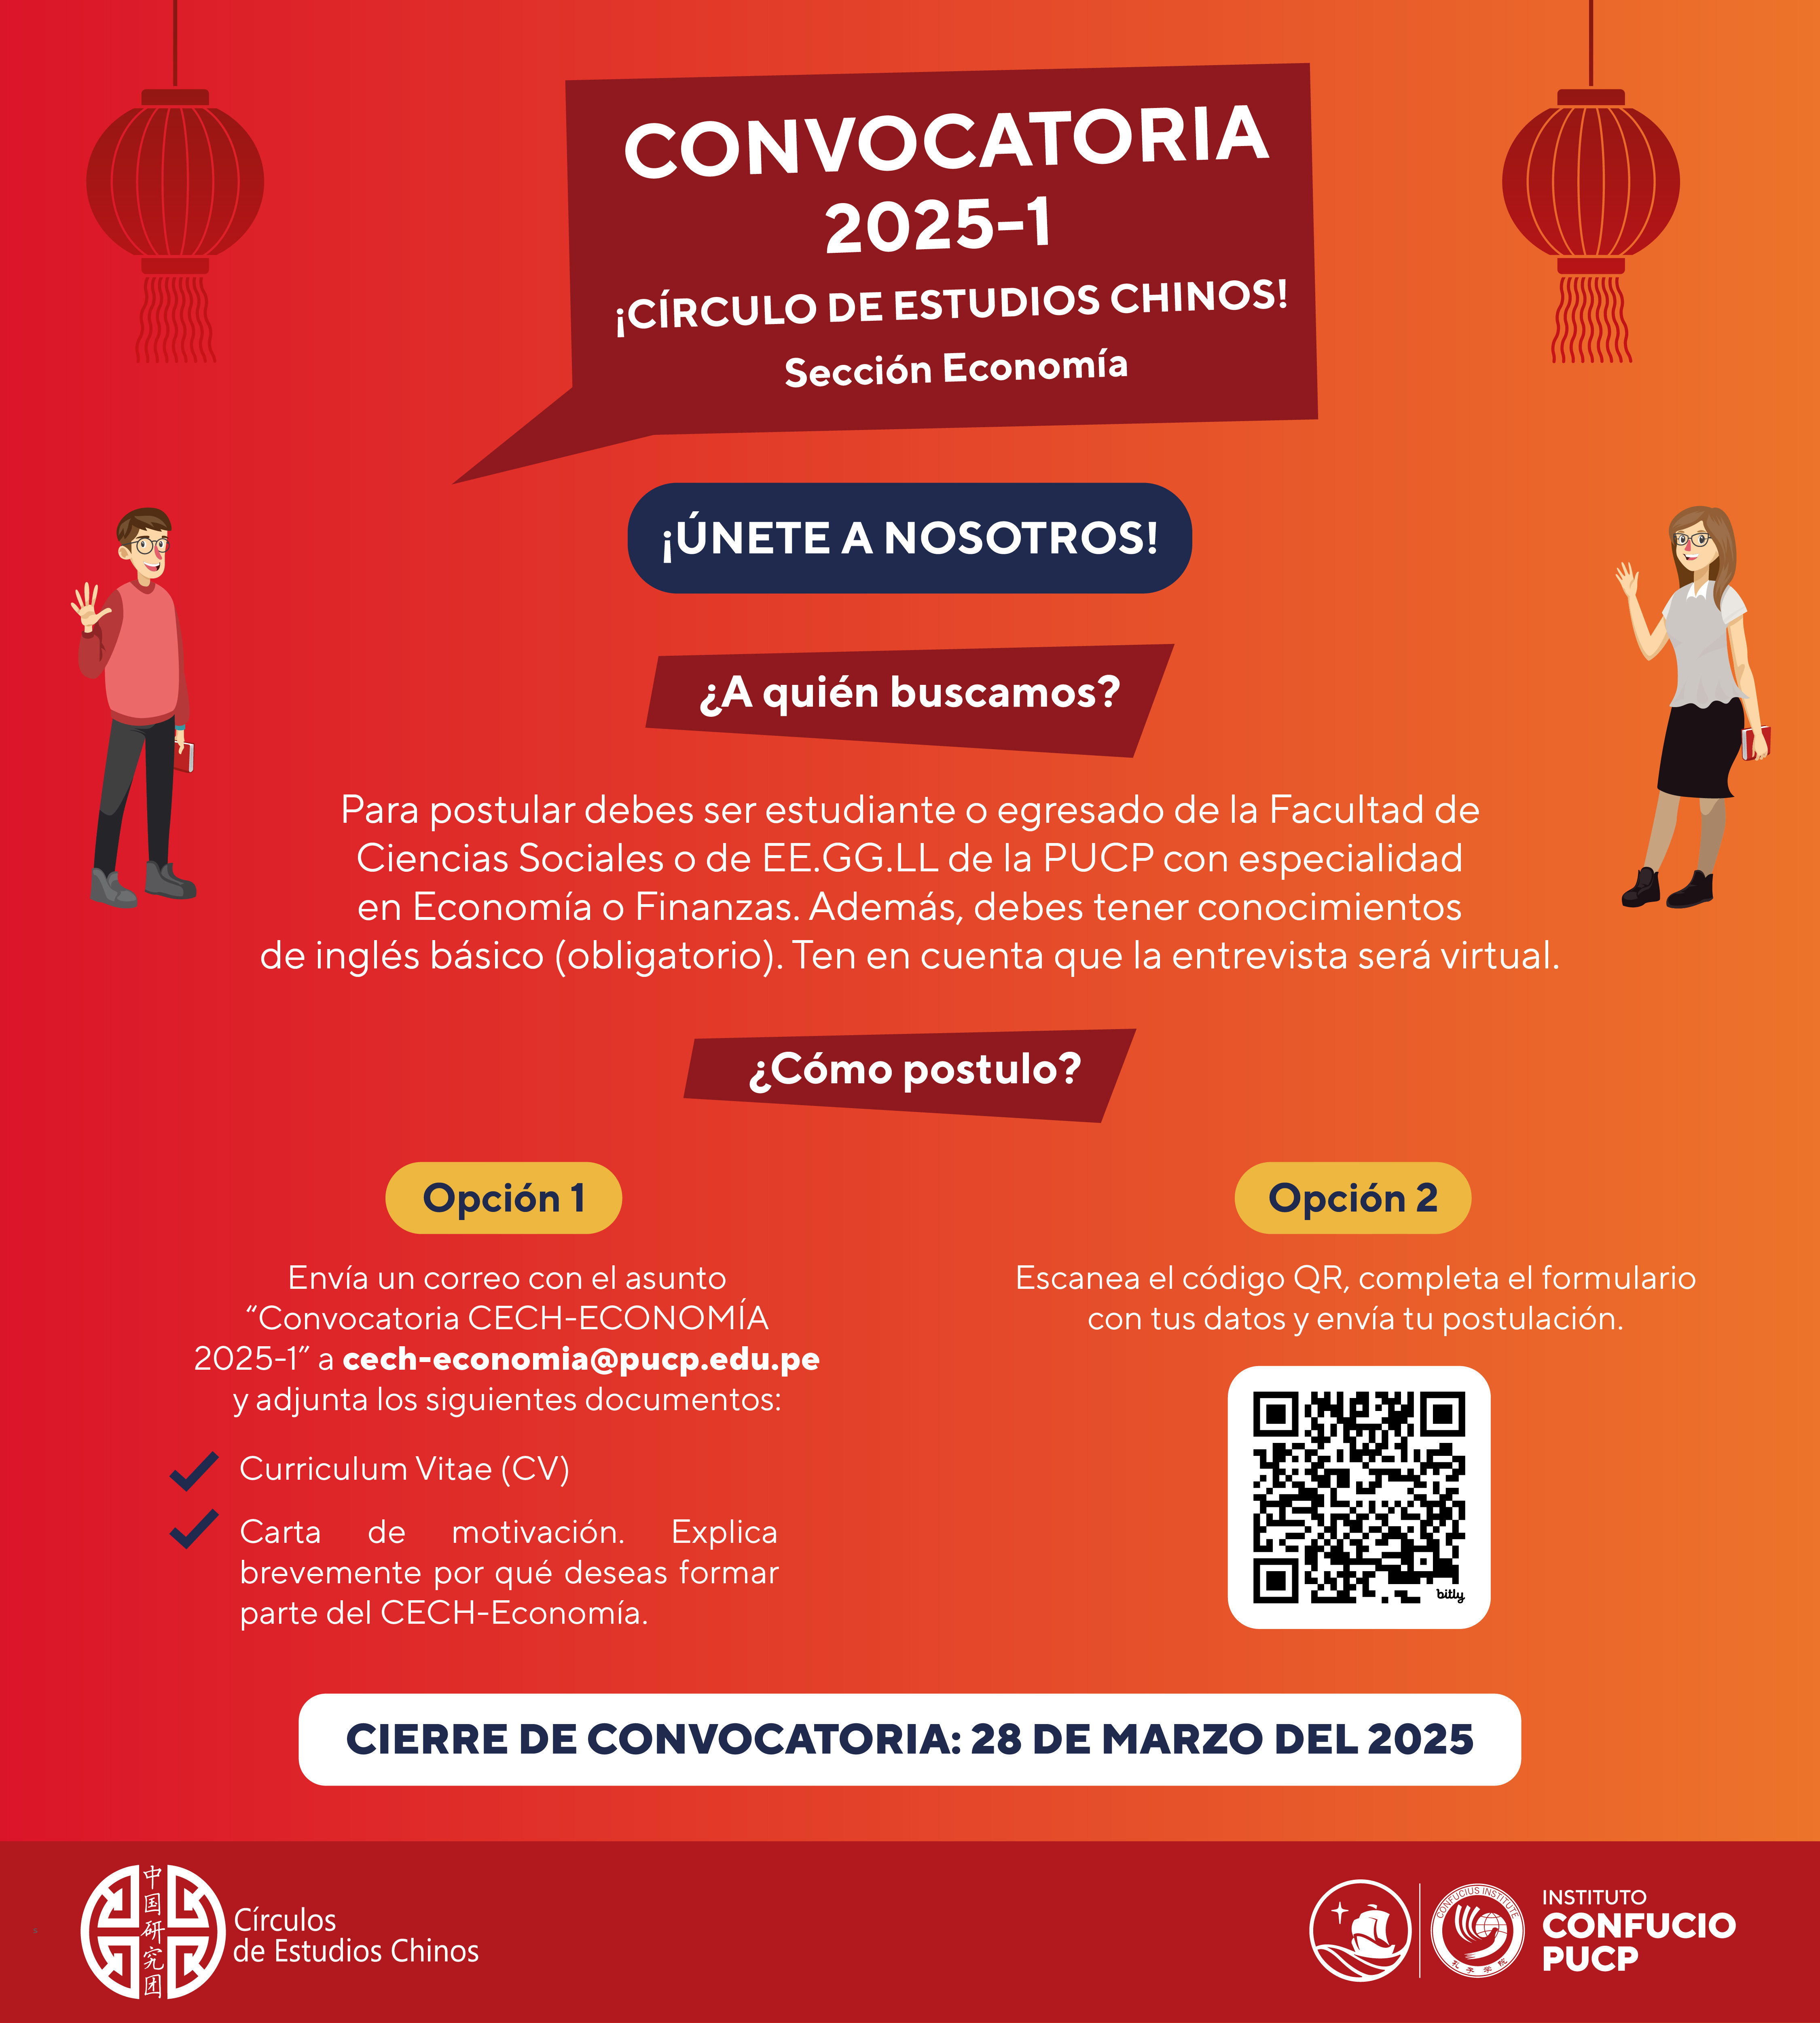 CONVOCATORIA
2025-1
¡CÍRCULO DE ESTUDIOS CHINOS!
Sección Economía
¡ÚNETE A NOSOTROS!
¿A quién buscamos?
Para postular debes ser estudiante o egresado de la Facultad de
Ciencias Sociales o de EE.GG.LL de la PUCP con especialidad
en Economía o Finanzas. Además, debes tener conocimientos
de inglés básico (obligatorio). Ten en cuenta que la entrevista será virtual.
¿Cómo postulo?
Opción 1
Envía un correo con el asunto
“Convocatoria CECH-ECONOMÍA
2025-1” a cech-economia@pucp.edu.pe
y adjunta los siguientes documentos:
Curriculum Vitae (CV)
Carta de motivación. Explica
brevemente por qué deseas formar
parte del CECH-Economía.
Opción 2
Escanea el código QR, completa el formulario
con tus datos y envía tu postulación.
bitly
CIERRE DE CONVOCATORIA: 28 DE MARZO DEL 2025
中国研究团
Círculos
de Estudios Chinos
CONFUCIUS INSTITUTE
孔子学院
INSTITUTO
CONFUCIO
PUCP